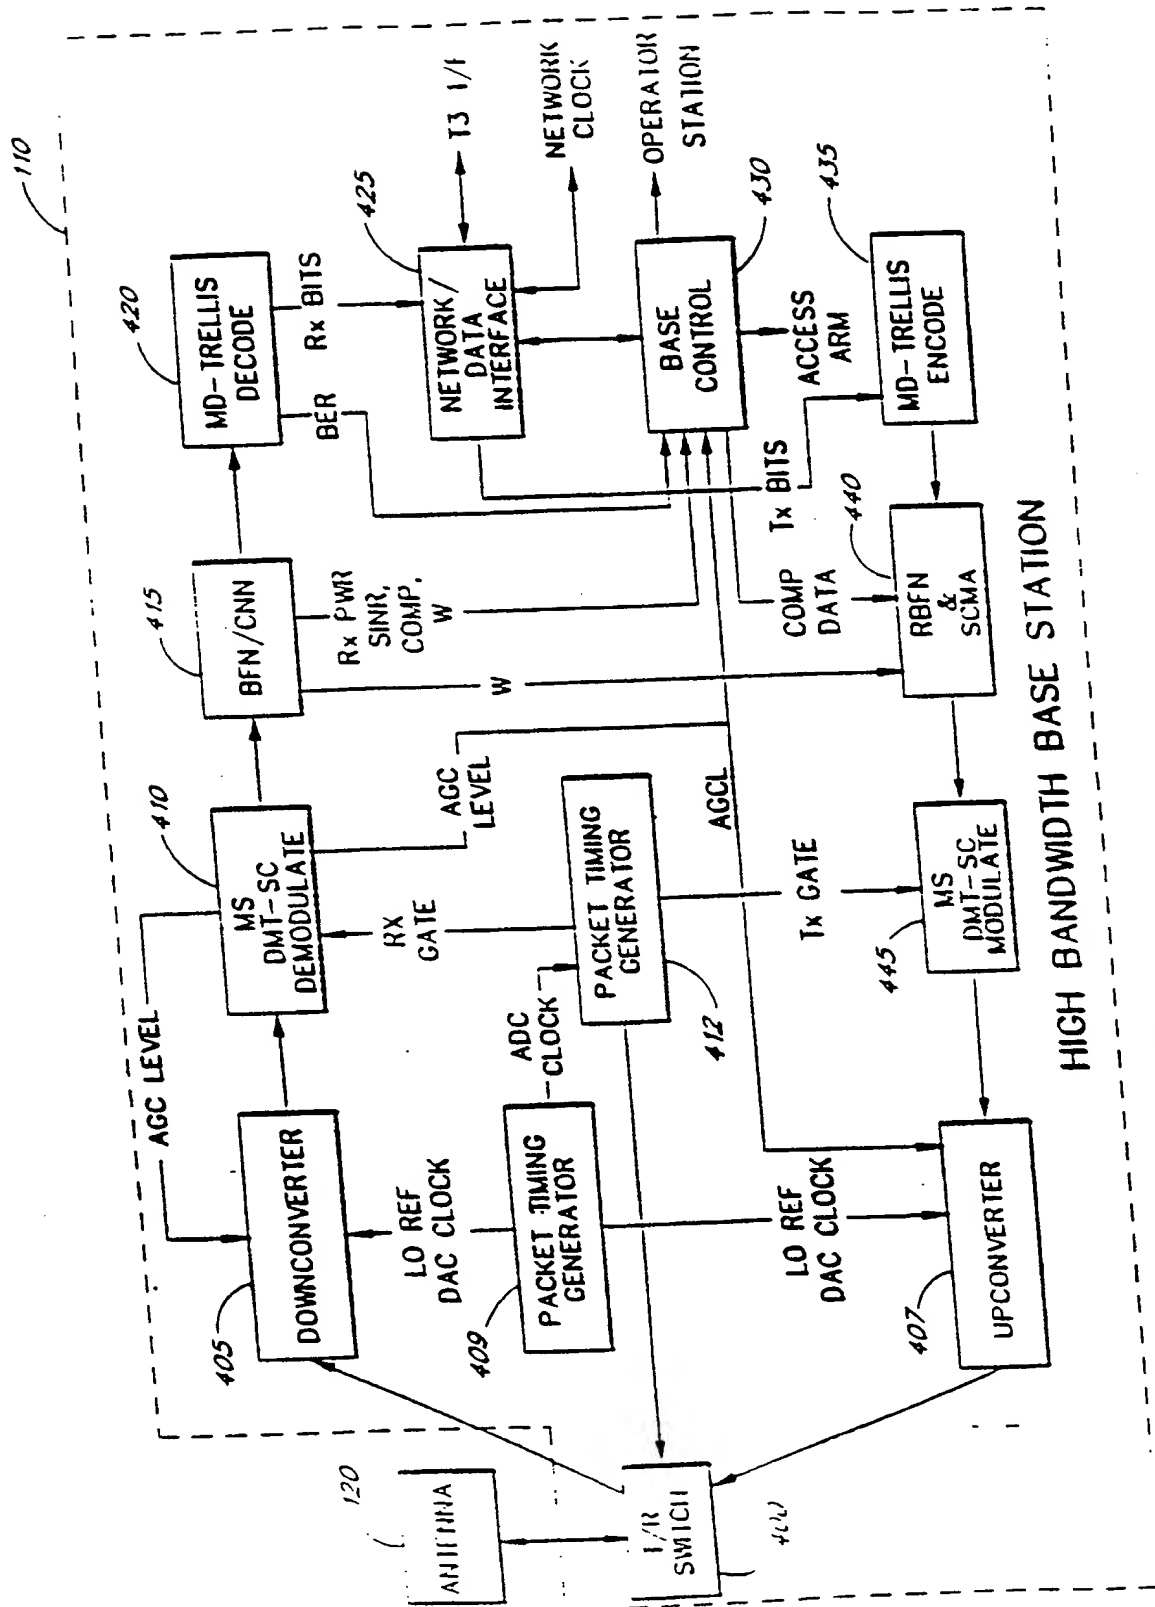 110
420
MD-TRELLIS
DECODE
BER
Rx BITS
425
NETWORK/
DATA
INTERFACE
T3 I/F
NETWORK
CLOCK
OPERATOR
STATION
430
BASE
CONTROL
ACCESS
ARM
435
MD-TRELLIS
ENCODE
Tx BITS
415
BFN/CNN
Rx PWR
SINR,
COMP,
W
W
COMP
DATA
440
RBFN
&
SCMA
410
MS
DMT-SC
DEMODULATE
AGC
LEVEL
RX
GATE
PACKET TIMING
GENERATOR
412
AGCL
Tx GATE
MS
DMT-SC
MODULATE
445
AGC LEVEL
DOWNCONVERTER
405
LO REF
DAC CLOCK
ADC
CLOCK
PACKET TIMING
GENERATOR
409
LO REF
DAC CLOCK
UPCONVERTER
407
120
ANTENNA
T/R
SWITCH
400
HIGH BANDWIDTH BASE STATION